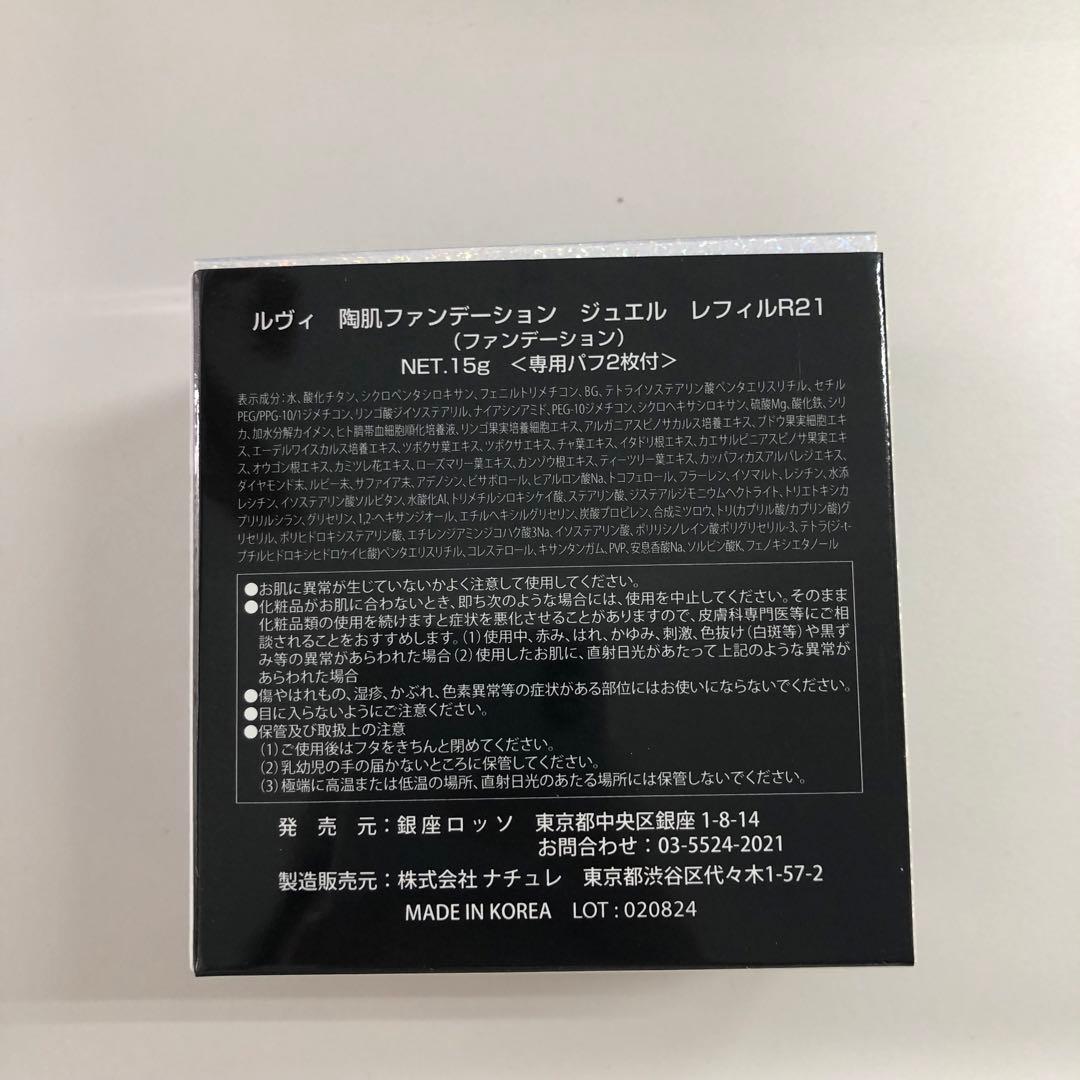 ルヴィ 陶肌ファンデーション ジュエル レフィルR21
(ファンデーション)
NET.15g ＜専用パフ2枚付＞
表示成分：水、酸化チタン、シクロペンタシロキサン、フェニルトリメチコン、BG、テトライソステアリン酸ペンタエリスリチル、セチル
PEG/PPG-10/1ジメチコン、リンゴ酸ジイソステアリル、ナイアシンアミド、PEG-10ジメチコン、シクロヘキサシロキサン、硫酸Mg、酸化鉄、シリ
カ、加水分解カイメン、ヒト臍帯血細胞順化培養液、リンゴ果実培養細胞エキス、アルガニアスピノサカルス培養エキス、ブドウ果実細胞エキ
ス、エーデルワイスカルス培養エキス、ツボクサ葉エキス、ツボクサエキス、チャ葉エキス、イタドリ根エキス、カエサルピニアスピノサ果実エキ
ス、オウゴン根エキス、カミツレ花エキス、ローズマリー葉エキス、カンゾウ根エキス、ティーツリー葉エキス、カッパフィカスアルバレジエキス、
ダイヤモンド末、ルビー末、サファイア末、アデノシン、ビサボロール、ヒアルロン酸Na、トコフェロール、フラーレン、イソマルト、レシチン、水添
レシチン、イソステアリン酸ソルビタン、水酸化Al、トリメチルシロキシケイ酸、ステアリン酸、ジステアルジモニウムヘクトライト、トリエトキシカ
プリリルシラン、グリセリン、1,2-ヘキサンジオール、エチルヘキシルグリセリン、炭酸プロピレン、合成ミツロウ、トリ(カプリル酸/カプリン酸)グ
リセリル、ポリヒドロキシステアリン酸、エチレンジアミンジコハク酸3Na、イソステアリン酸、ポリリシノレイン酸ポリグリセリル-3、テトラ(ジ-t-
ブチルヒドロキシヒドロケイヒ酸)ペンタエリスリチル、コレステロール、キサンタンガム、PVP、安息香酸Na、ソルビン酸K、フェノキシエタノール
●お肌に異常が生じていないかよく注意して使用してください。
●化粧品がお肌に合わないとき、即ち次のような場合には、使用を中止してください。そのまま
化粧品類の使用を続けますと症状を悪化させることがありますので、皮膚科専門医等にご相
談されることをおすすめします。(1)使用中、赤み、はれ、かゆみ、刺激、色抜け(白斑等)や黒ず
み等の異常があらわれた場合(2)使用したお肌に、直射日光があたって上記のような異常が
あらわれた場合
●傷やはれもの、湿疹、かぶれ、色素異常等の症状がある部位にはお使いにならないでください。
●目に入らないようにご注意ください。
●保管及び取扱上の注意
(1)ご使用後はフタをきちんと閉めてください。
(2)乳幼児の手の届かないところに保管してください。
(3)極端に高温または低温の場所、直射日光のあたる場所には保管しないでください。
発 売 元：銀座ロッソ 東京都中央区銀座1-8-14
お問合わせ：03-5524-2021
製造販売元：株式会社 ナチュレ 東京都渋谷区代々木1-57-2
MADE IN KOREA LOT : 020824